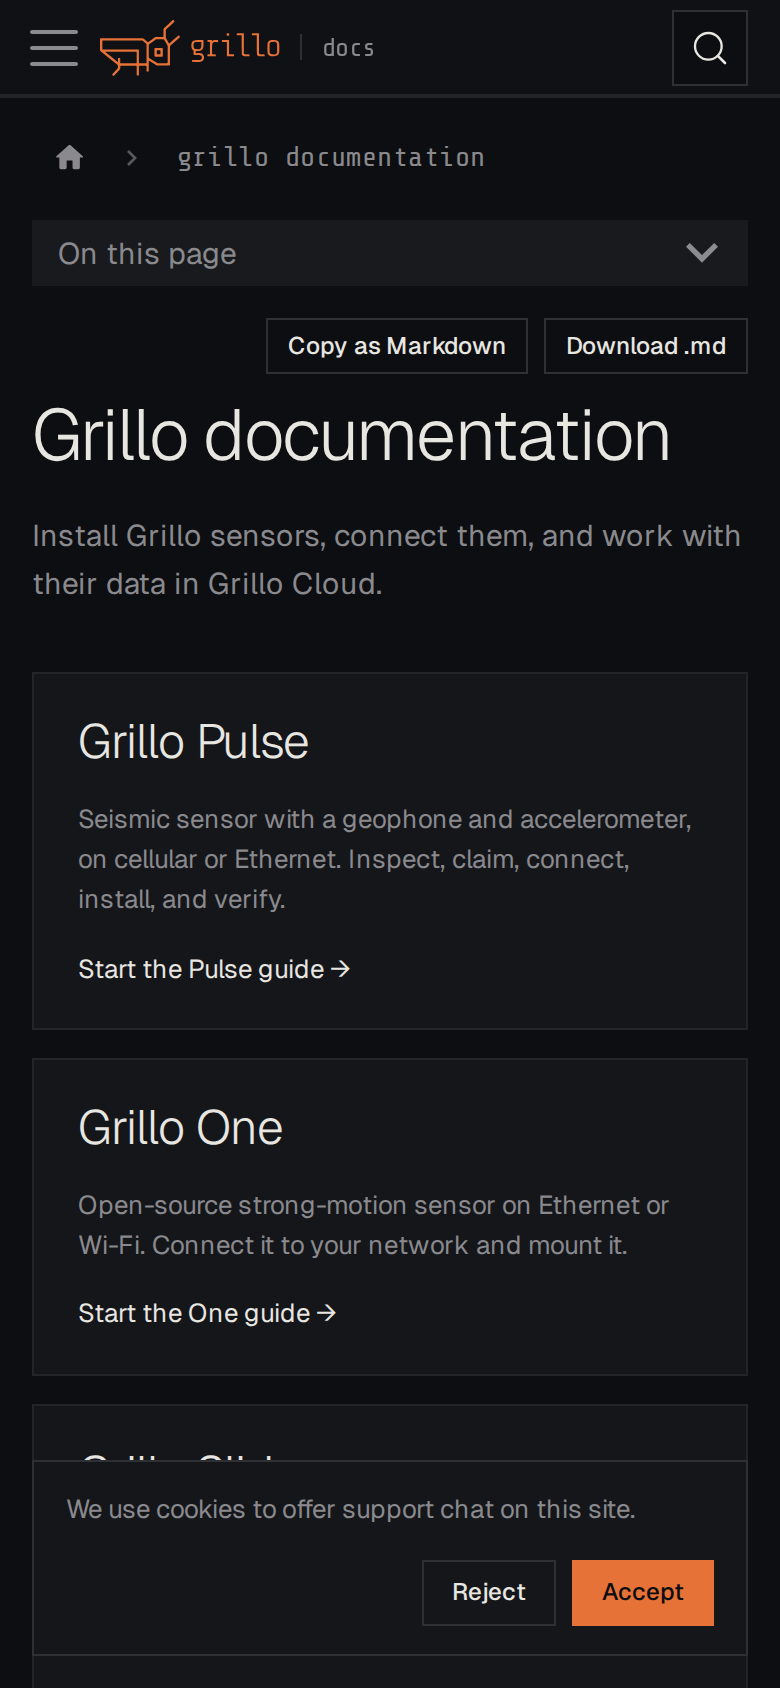 grillo
docs
grillo documentation
On this page
Copy as Markdown
Download .md
Grillo documentation
Install Grillo sensors, connect them, and work with
their data in Grillo Cloud.
Grillo Pulse
Seismic sensor with a geophone and accelerometer,
on cellular or Ethernet. Inspect, claim, connect,
install, and verify.
Start the Pulse guide →
Grillo One
Open-source strong-motion sensor on Ethernet or
Wi-Fi. Connect it to your network and mount it.
Start the One guide →
Grillo
We use cookies to offer support chat on this site.
Reject
Accept